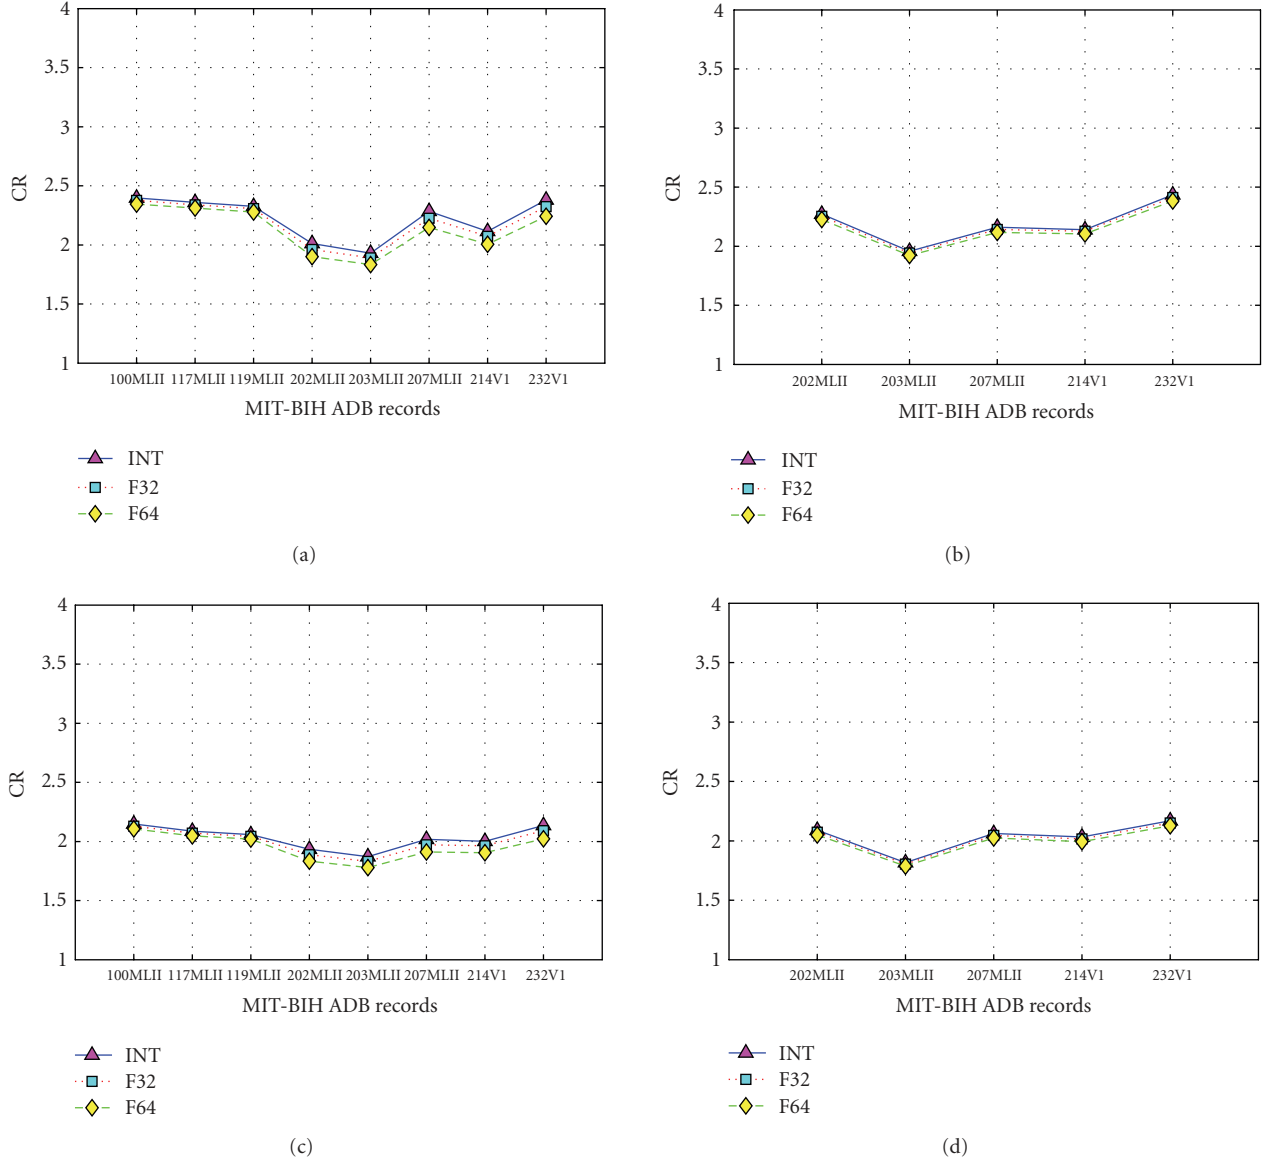 4
3.5
3
2.5
2
1.5
1
CR
100MLII 117MLII 119MLII 202MLII 203MLII 207MLII 214V1 232V1
MIT-BIH ADB records
INT
F32
F64
(a)
4
3.5
3
2.5
2
1.5
1
CR
202MLII 203MLII 207MLII 214V1 232V1
MIT-BIH ADB records
INT
F32
F64
(b)
4
3.5
3
2.5
2
1.5
1
CR
100MLII 117MLII 119MLII 202MLII 203MLII 207MLII 214V1 232V1
MIT-BIH ADB records
INT
F32
F64
(c)
4
3.5
3
2.5
2
1.5
1
CR
202MLII 203MLII 207MLII 214V1 232V1
MIT-BIH ADB records
INT
F32
F64
(d)